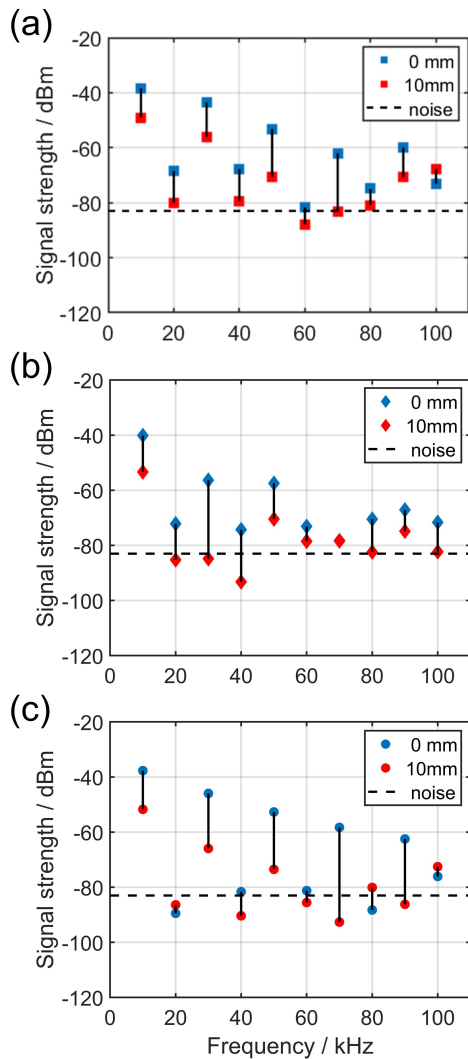 (a)
-20
-40
-60
-80
-100
-120
Signal strength / dBm
0 mm
10mm
noise
0 20 40 60 80 100
(b)
-20
-40
-60
-80
-100
-120
Signal strength / dBm
0 mm
10mm
noise
0 20 40 60 80 100
(c)
-20
-40
-60
-80
-100
-120
Signal strength / dBm
0 mm
10mm
noise
0 20 40 60 80 100
Frequency / kHz